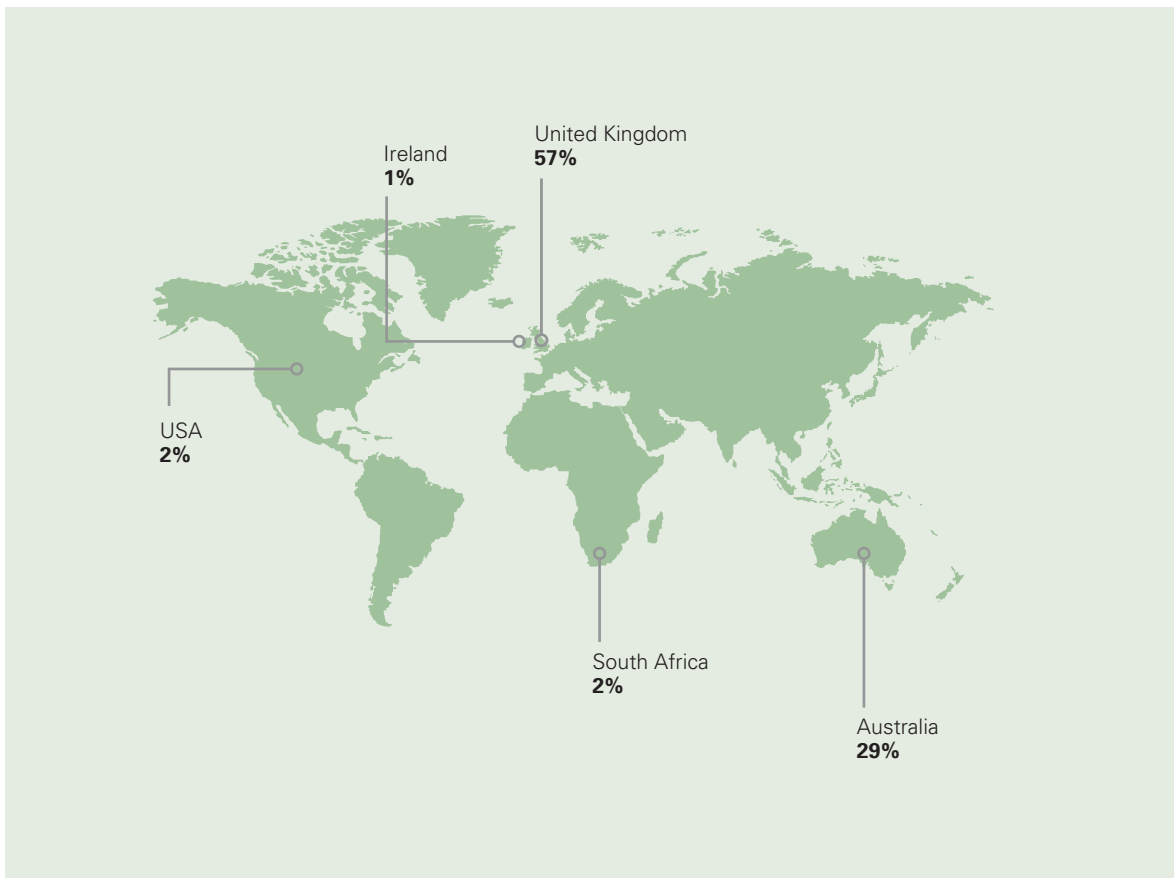 United Kingdom
57%
Ireland
1%
USA
2%
South Africa
2%
Australia
29%